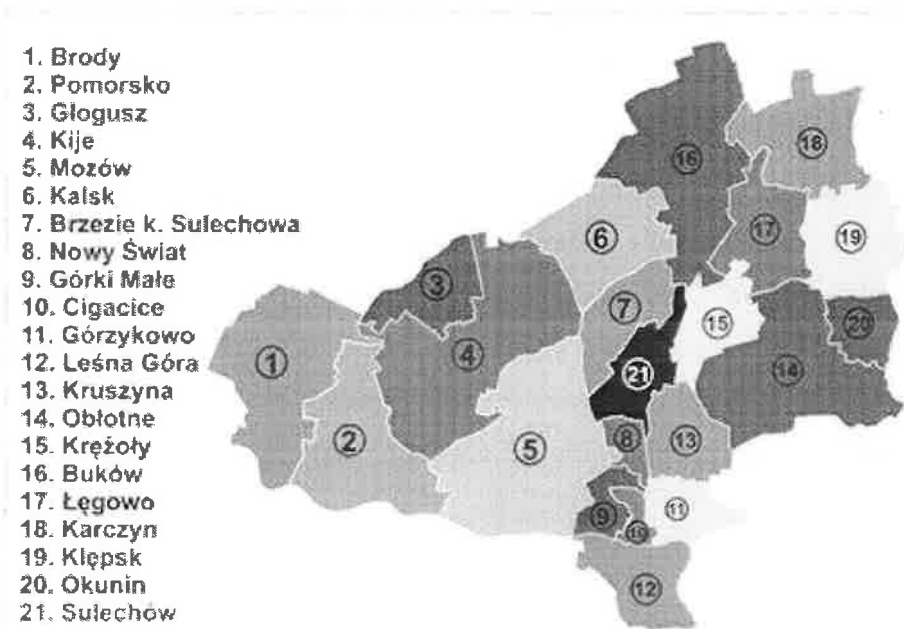 1. Brody
2. Pomorsko
3. Głogusz
4. Kije
5. Mozów
6. Kalsk
7. Brzezie k. Sulechowa
8. Nowy Świat
9. Górki Małe
10. Cigacice
11. Górzykowo
12. Leśna Góra
13. Kruszyna
14. Obłotne
15. Krężoły
16. Buków
17. Łęgowo
18. Karczyn
19. Klępsk
20. Okunin
21. Sulechów
16
18
17
19
6
3
7
15
20
1
4
21
14
2
5
8
13
9
10
11
12